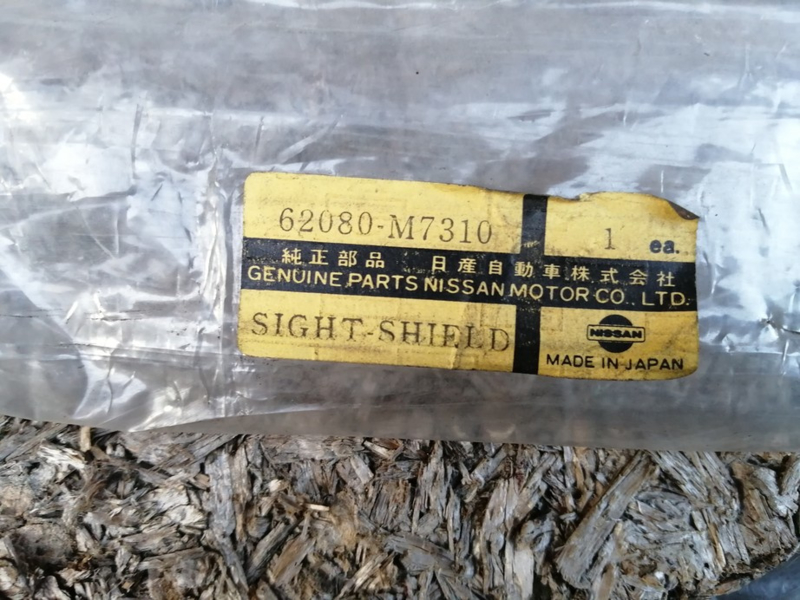 62080-M7310 1 ea.
純正部品 日産自動車株式会社
GENUINE PARTS NISSAN MOTOR CO., LTD.
SIGHT-SHIELD
NISSAN
MADE IN JAPAN